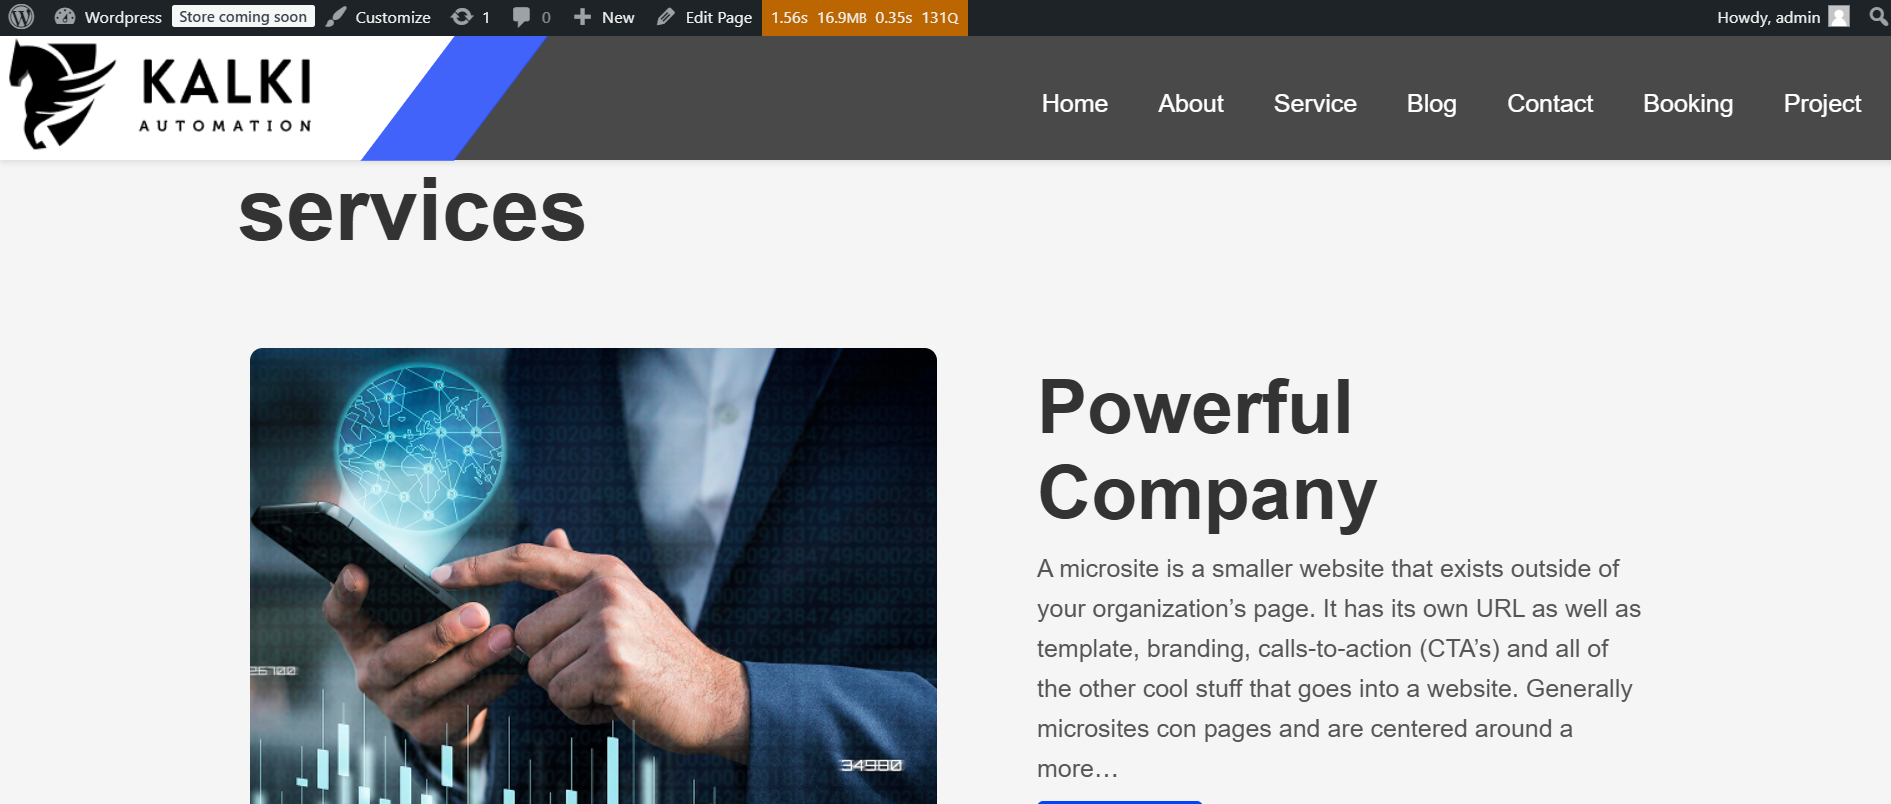 Wordpress Store coming soon Customize 1 0 New Edit Page 1.56s 16.9MB 0.35s 131Q Howdy, admin
KALKI
AUTOMATION
Home About Service Blog Contact Booking Project
services
Powerful
Company
A microsite is a smaller website that exists outside of
your organization’s page. It has its own URL as well as
template, branding, calls-to-action (CTA’s) and all of
the other cool stuff that goes into a website. Generally
microsites con pages and are centered around a
more…
26700
34980